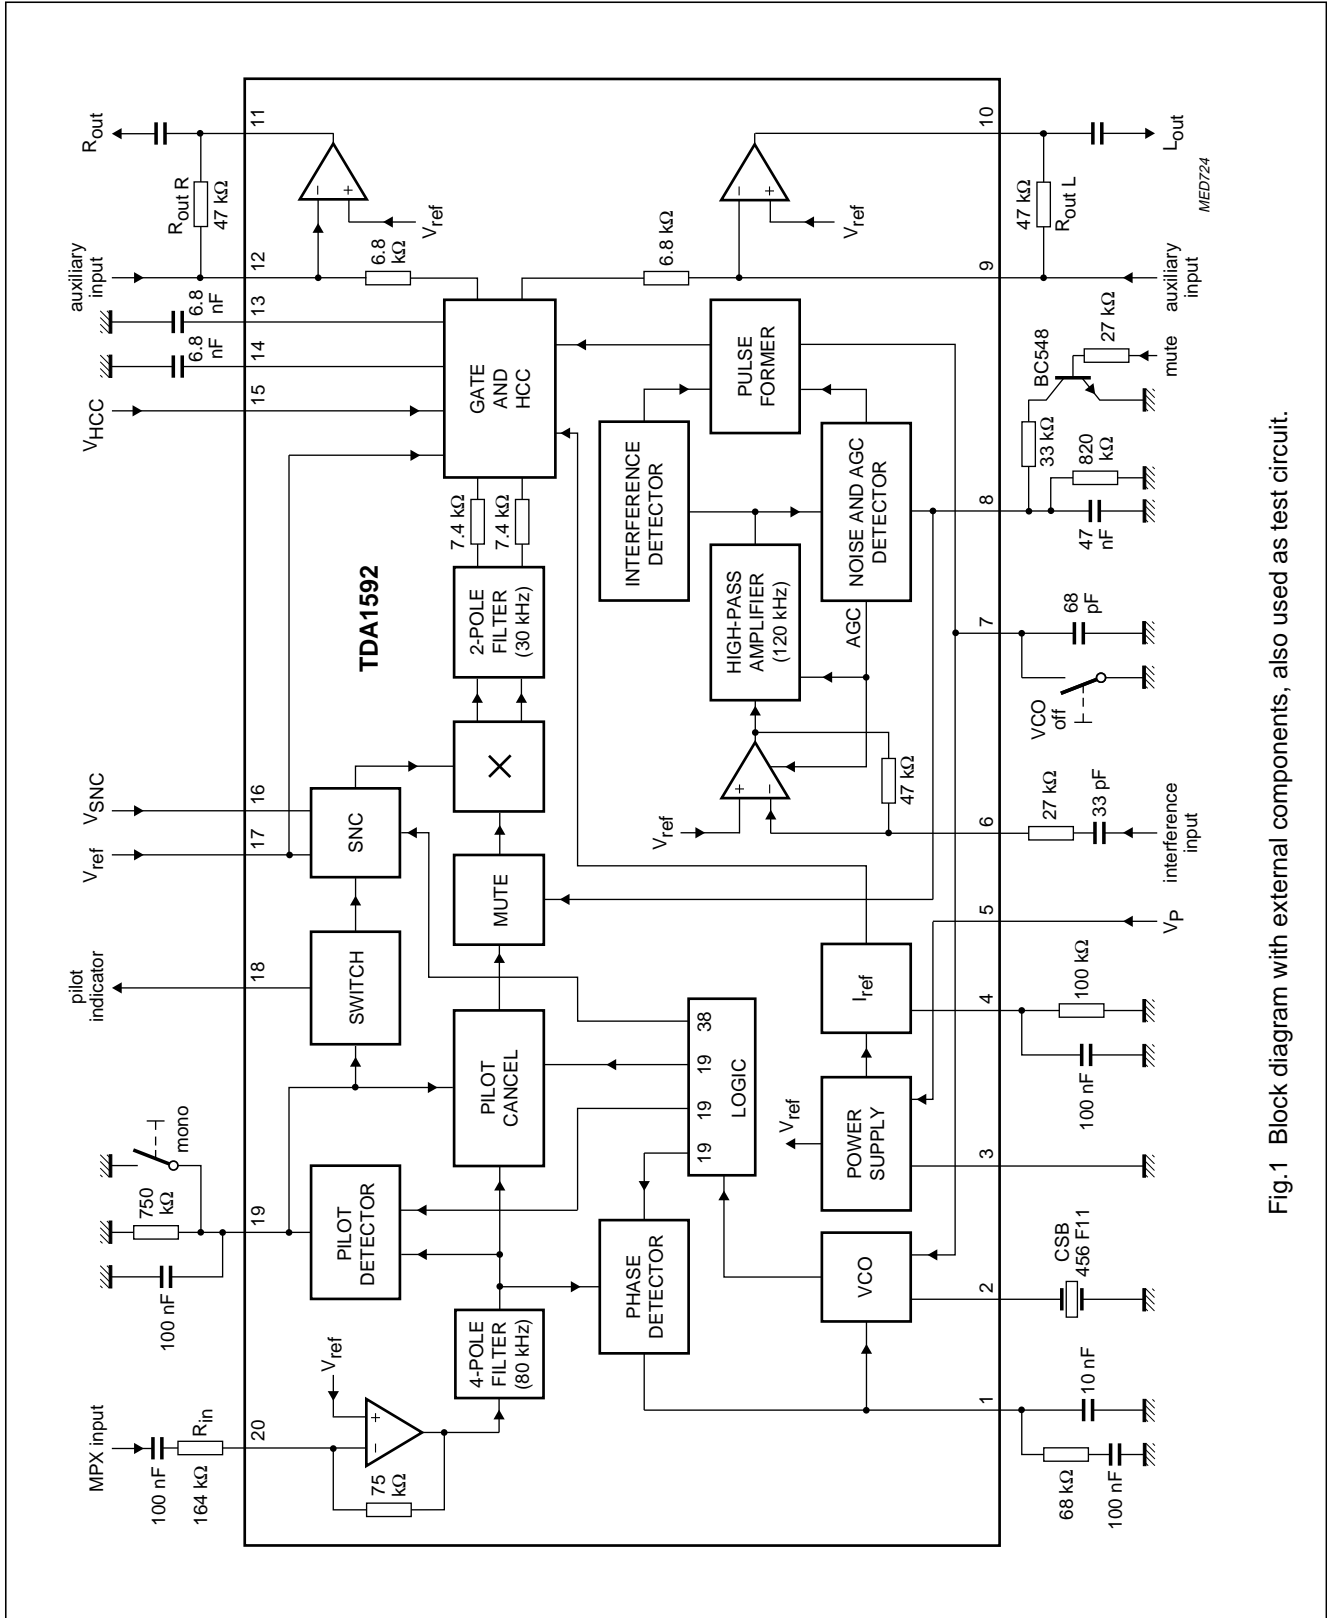 MPX input
100 nF
164 kΩ
Rin
20
100 nF
750
kΩ
mono
19
pilot
indicator
18
Vref
17
VSNC
16
VHCC
15
14
6.8
nF
13
6.8
nF
auxiliary
input
12
Rout R
47 kΩ
Rout
11
75
kΩ
Vref
−
+
4-POLE
FILTER
(80 kHz)
PILOT
DETECTOR
SWITCH
SNC
PILOT
CANCEL
MUTE
×
2-POLE
FILTER
(30 kHz)
TDA1592
7.4 kΩ
7.4 kΩ
GATE
AND
HCC
6.8
kΩ
−
+
Vref
6.8 kΩ
PHASE
DETECTOR
LOGIC
19
19
19
38
VCO
POWER
SUPPLY
Vref
Iref
Vref
+
−
47 kΩ
HIGH-PASS
AMPLIFIER
(120 kHz)
AGC
INTERFERENCE
DETECTOR
NOISE AND AGC
DETECTOR
PULSE
FORMER
−
+
Vref
1
68 kΩ
100 nF
10 nF
2
CSB
456 F11
3
4
100 nF
100 kΩ
5
VP
6
27 kΩ
33 pF
interference
input
7
VCO
off
68
pF
8
47
nF
820
kΩ
33 kΩ
BC548
27 kΩ
mute
9
auxiliary
input
47 kΩ
Rout L
10
Lout
MED724
Fig.1 Block diagram with external components, also used as test circuit.